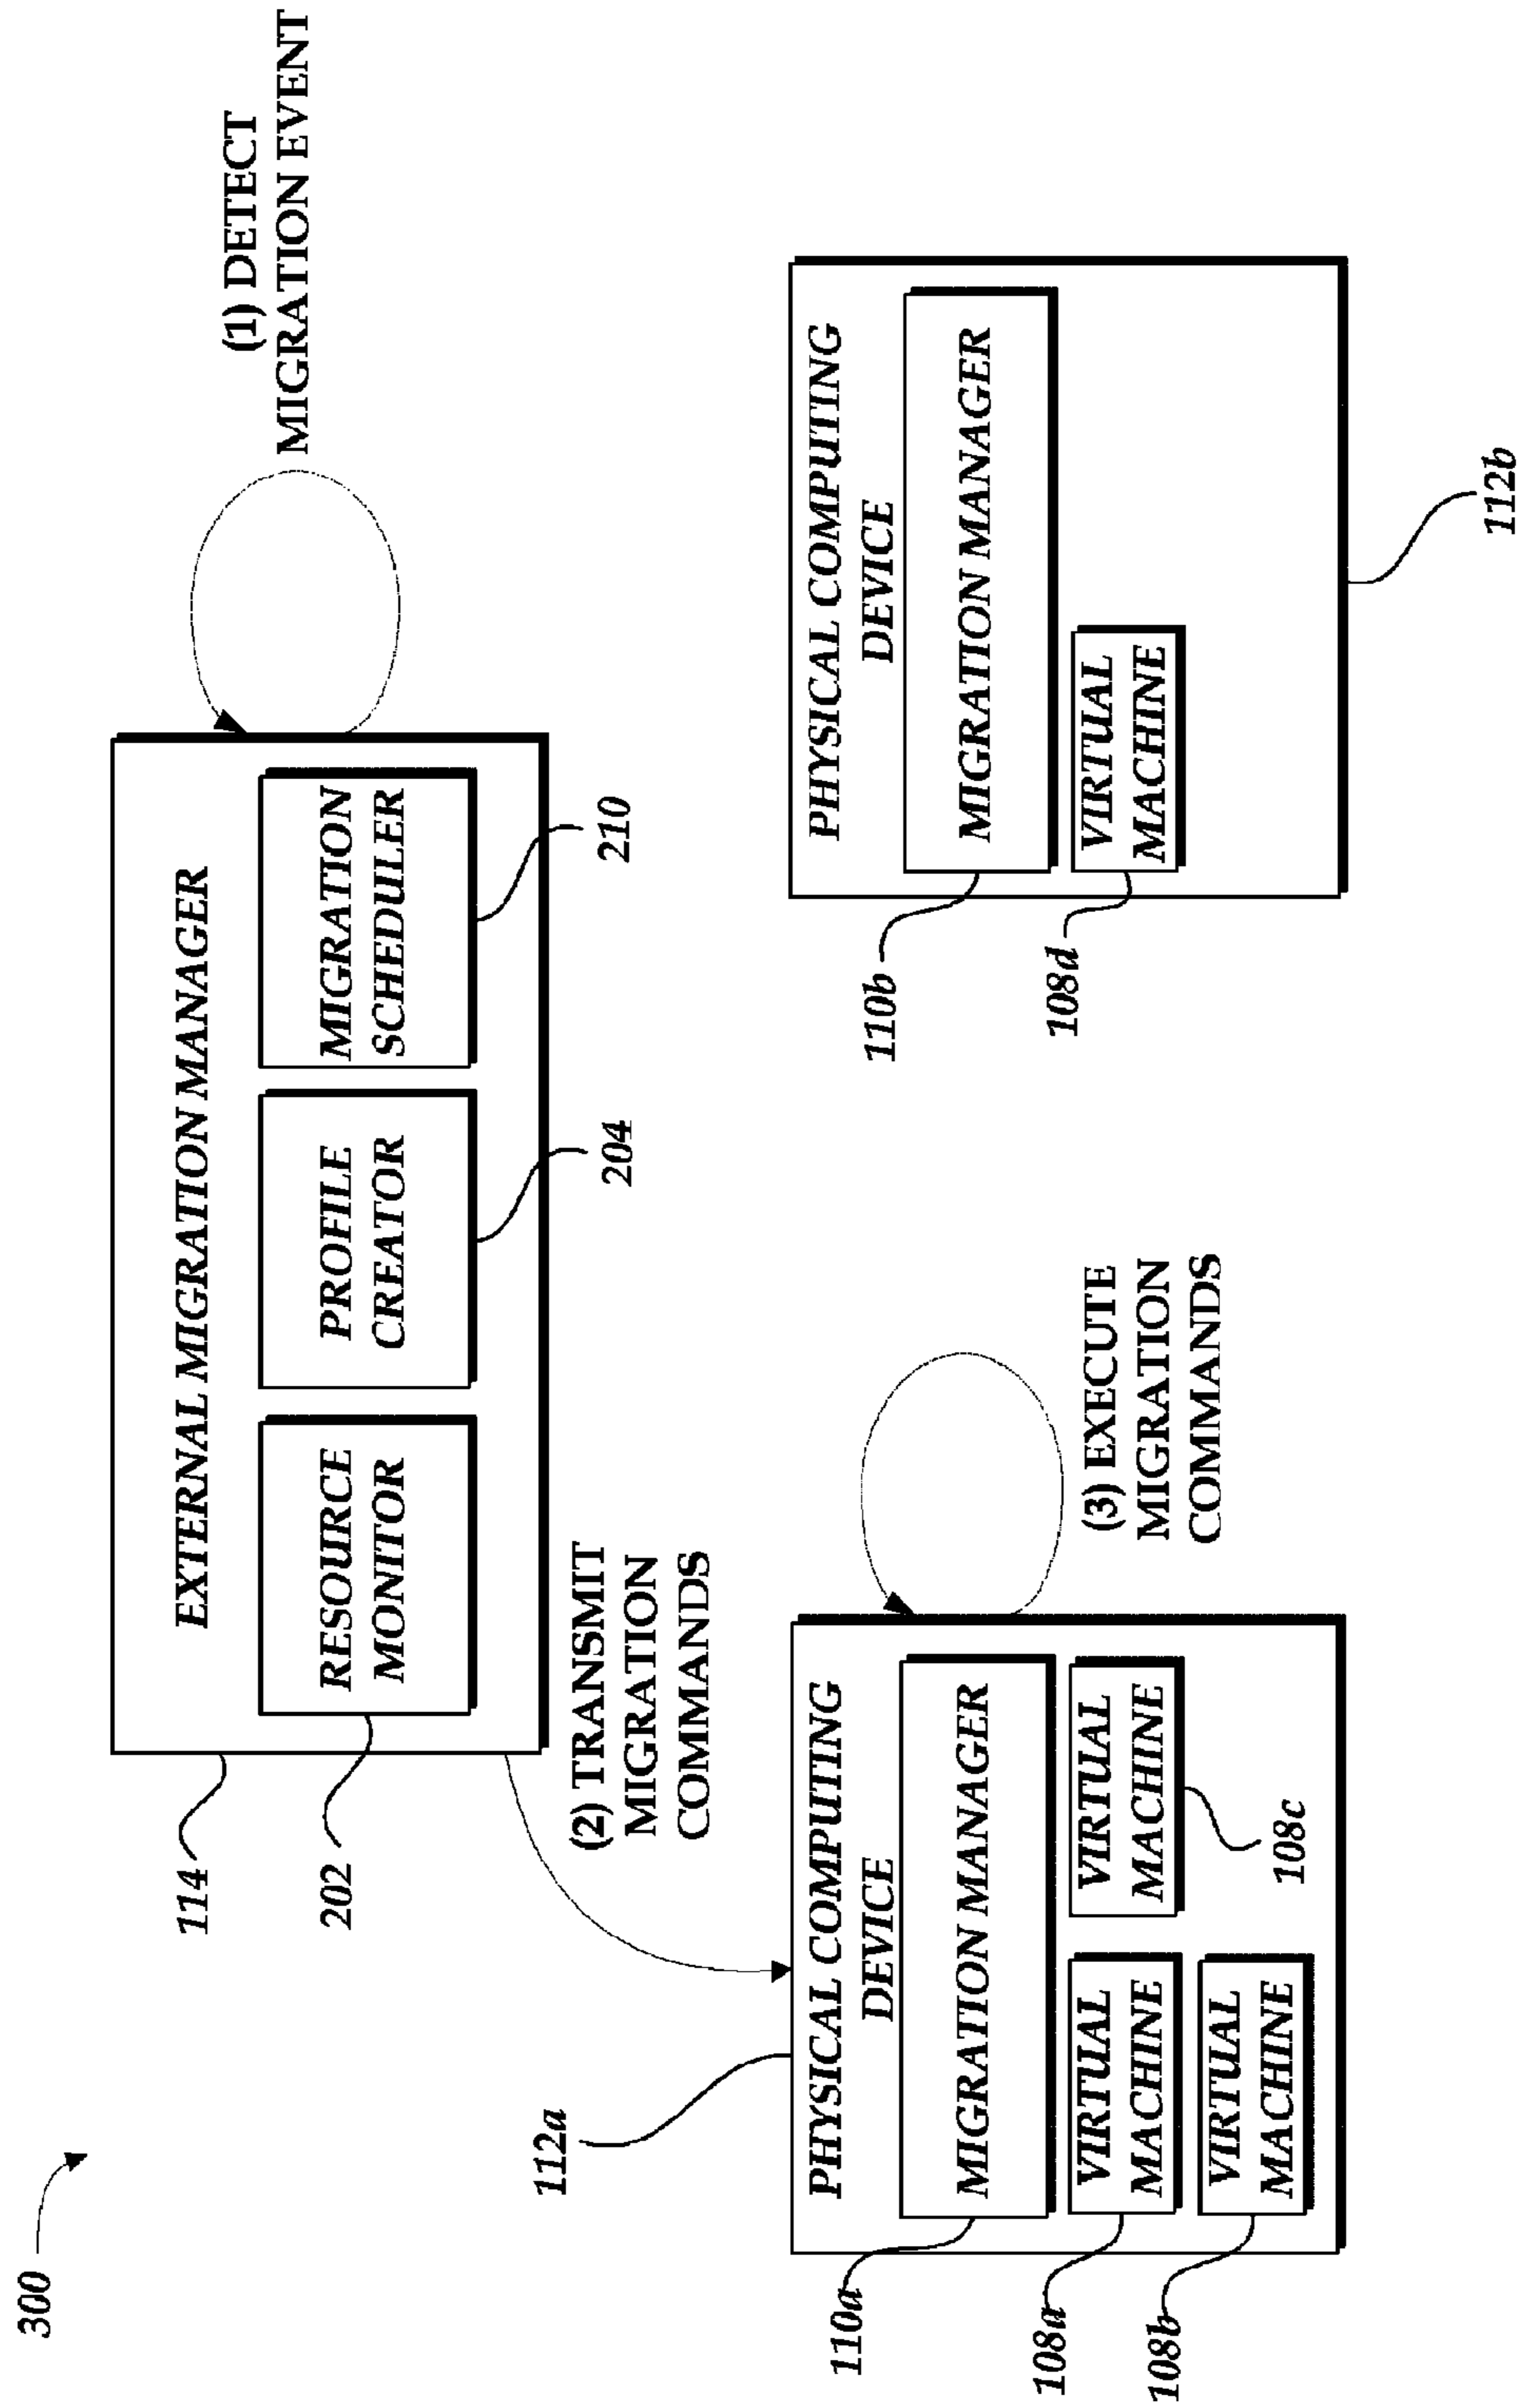 300
114
EXTERNAL MIGRATION MANAGER
202
RESOURCE
MONITOR
PROFILE
CREATOR
204
MIGRATION
SCHEDULER
210
(1) DETECT
MIGRATION EVENT
(2) TRANSMIT
MIGRATION
COMMANDS
112a
PHYSICAL COMPUTING
DEVICE
110a
MIGRATION MANAGER
108a
VIRTUAL
MACHINE
VIRTUAL
MACHINE
108c
108b
VIRTUAL
MACHINE
(3) EXECUTE
MIGRATION
COMMANDS
PHYSICAL COMPUTING
DEVICE
110b
MIGRATION MANAGER
108d
VIRTUAL
MACHINE
112b